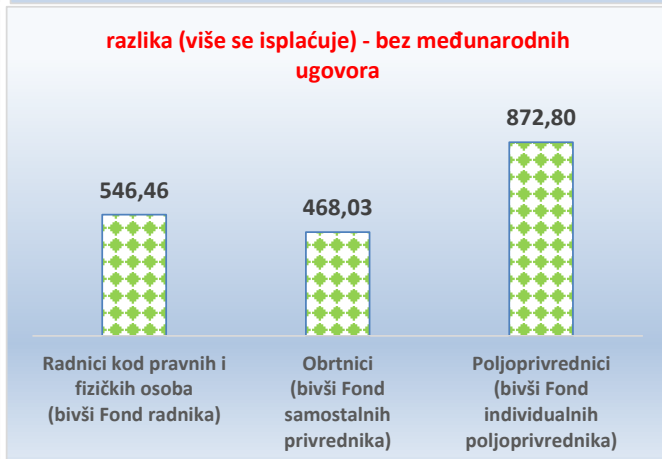 razlika (više se isplaćuje) - bez međunarodnih
ugovora
872,80
546,46
468,03
Radnici kod pravnih i
fizičkih osoba
(bivši Fond radnika)
Obrtnici
(bivši Fond
samostalnih
privrednika)
Poljoprivrednici
(bivši Fond
individualnih
poljoprivrednika)